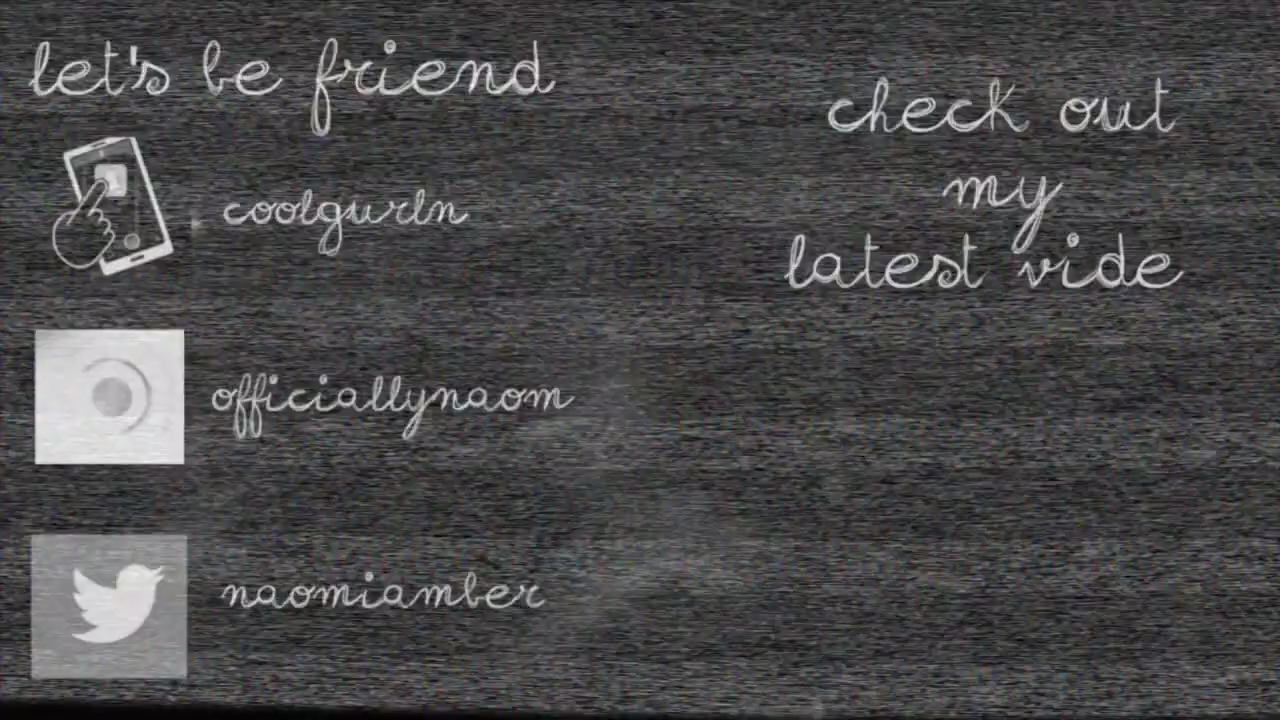 let's be friend
coolgurln
officiallynaom
naomiamber
check out
my
latest vide